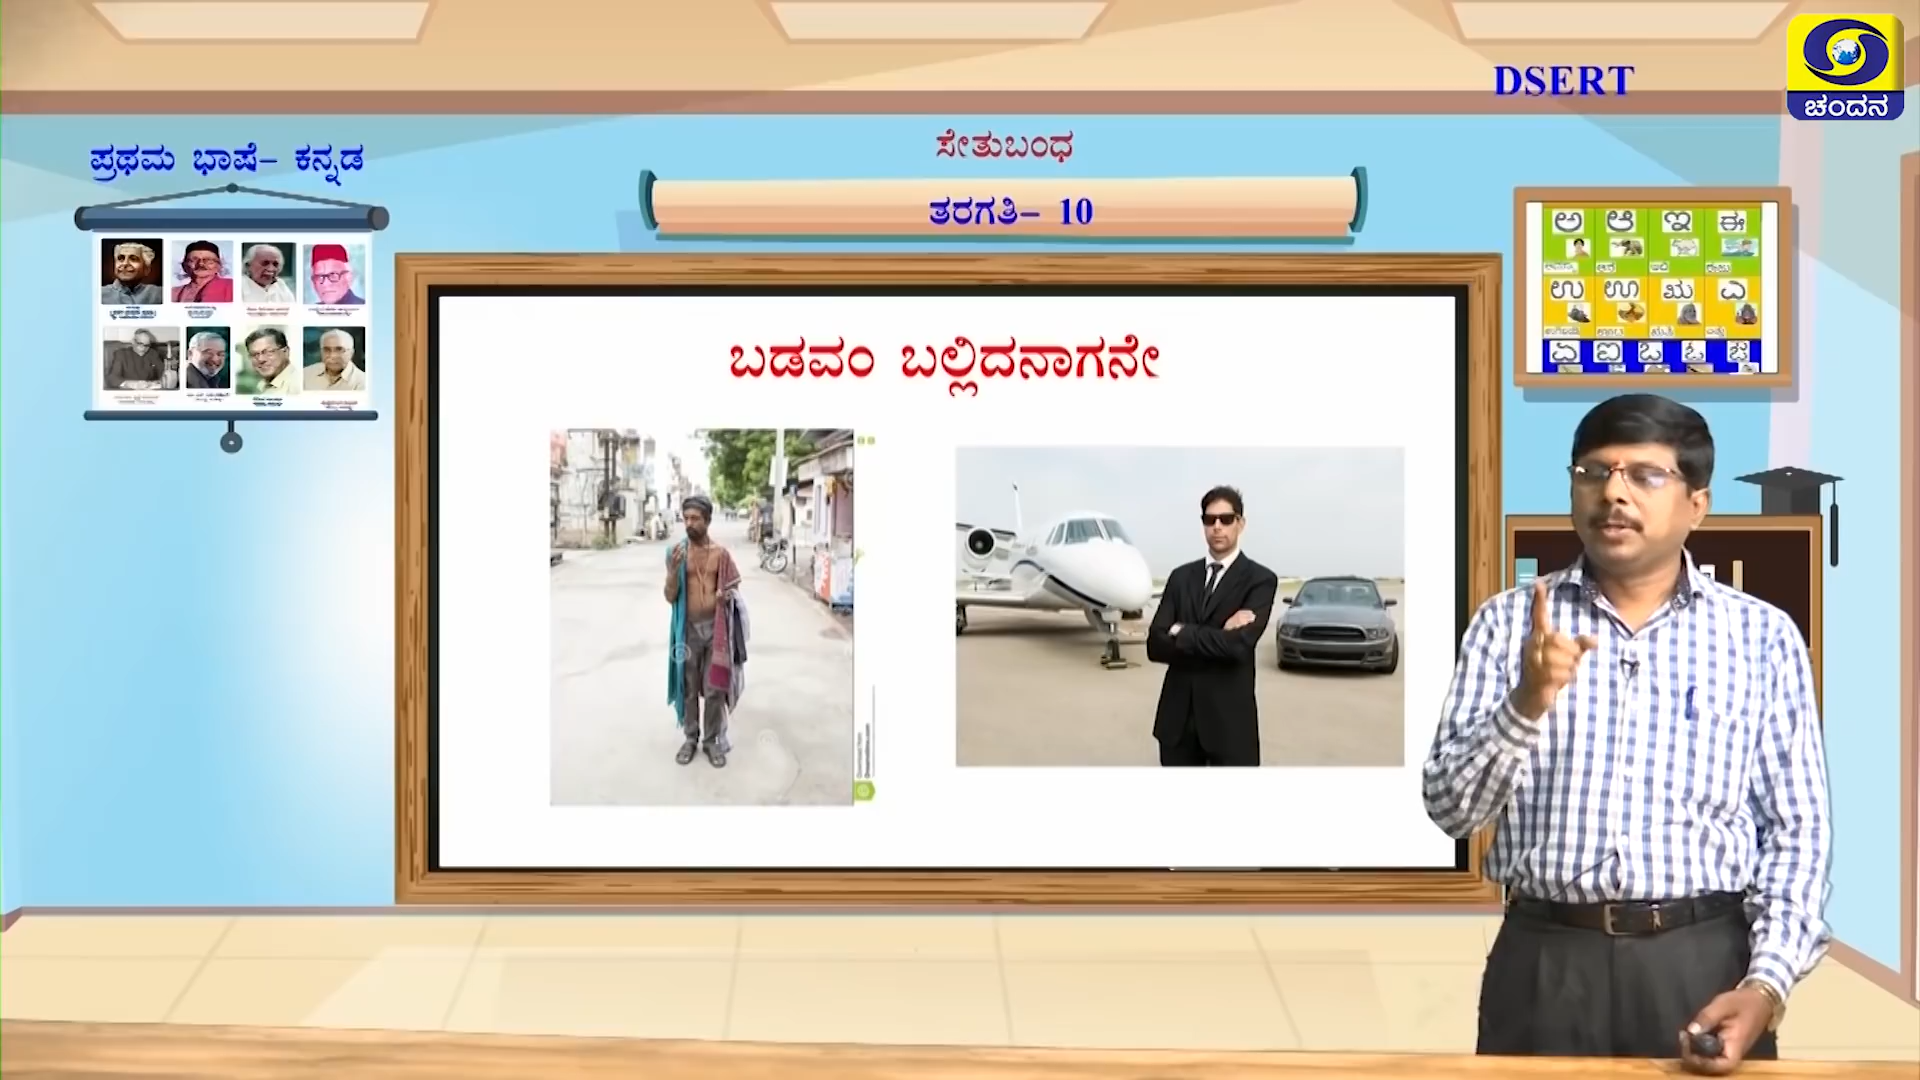 DSERT
ಚಂದನ
ಸೇತುಬಂಧ
ಪ್ರಥಮ ಭಾಷೆ- ಕನ್ನಡ
ತರಗತಿ- 10
ಬಡವಂ ಬಲ್ಲಿದನಾಗನೇ
ಅ ಆ ಇ ಈ
ಉ ಊ ಋ ಎ
ಏ ಐ ಒ ಓ ಔ